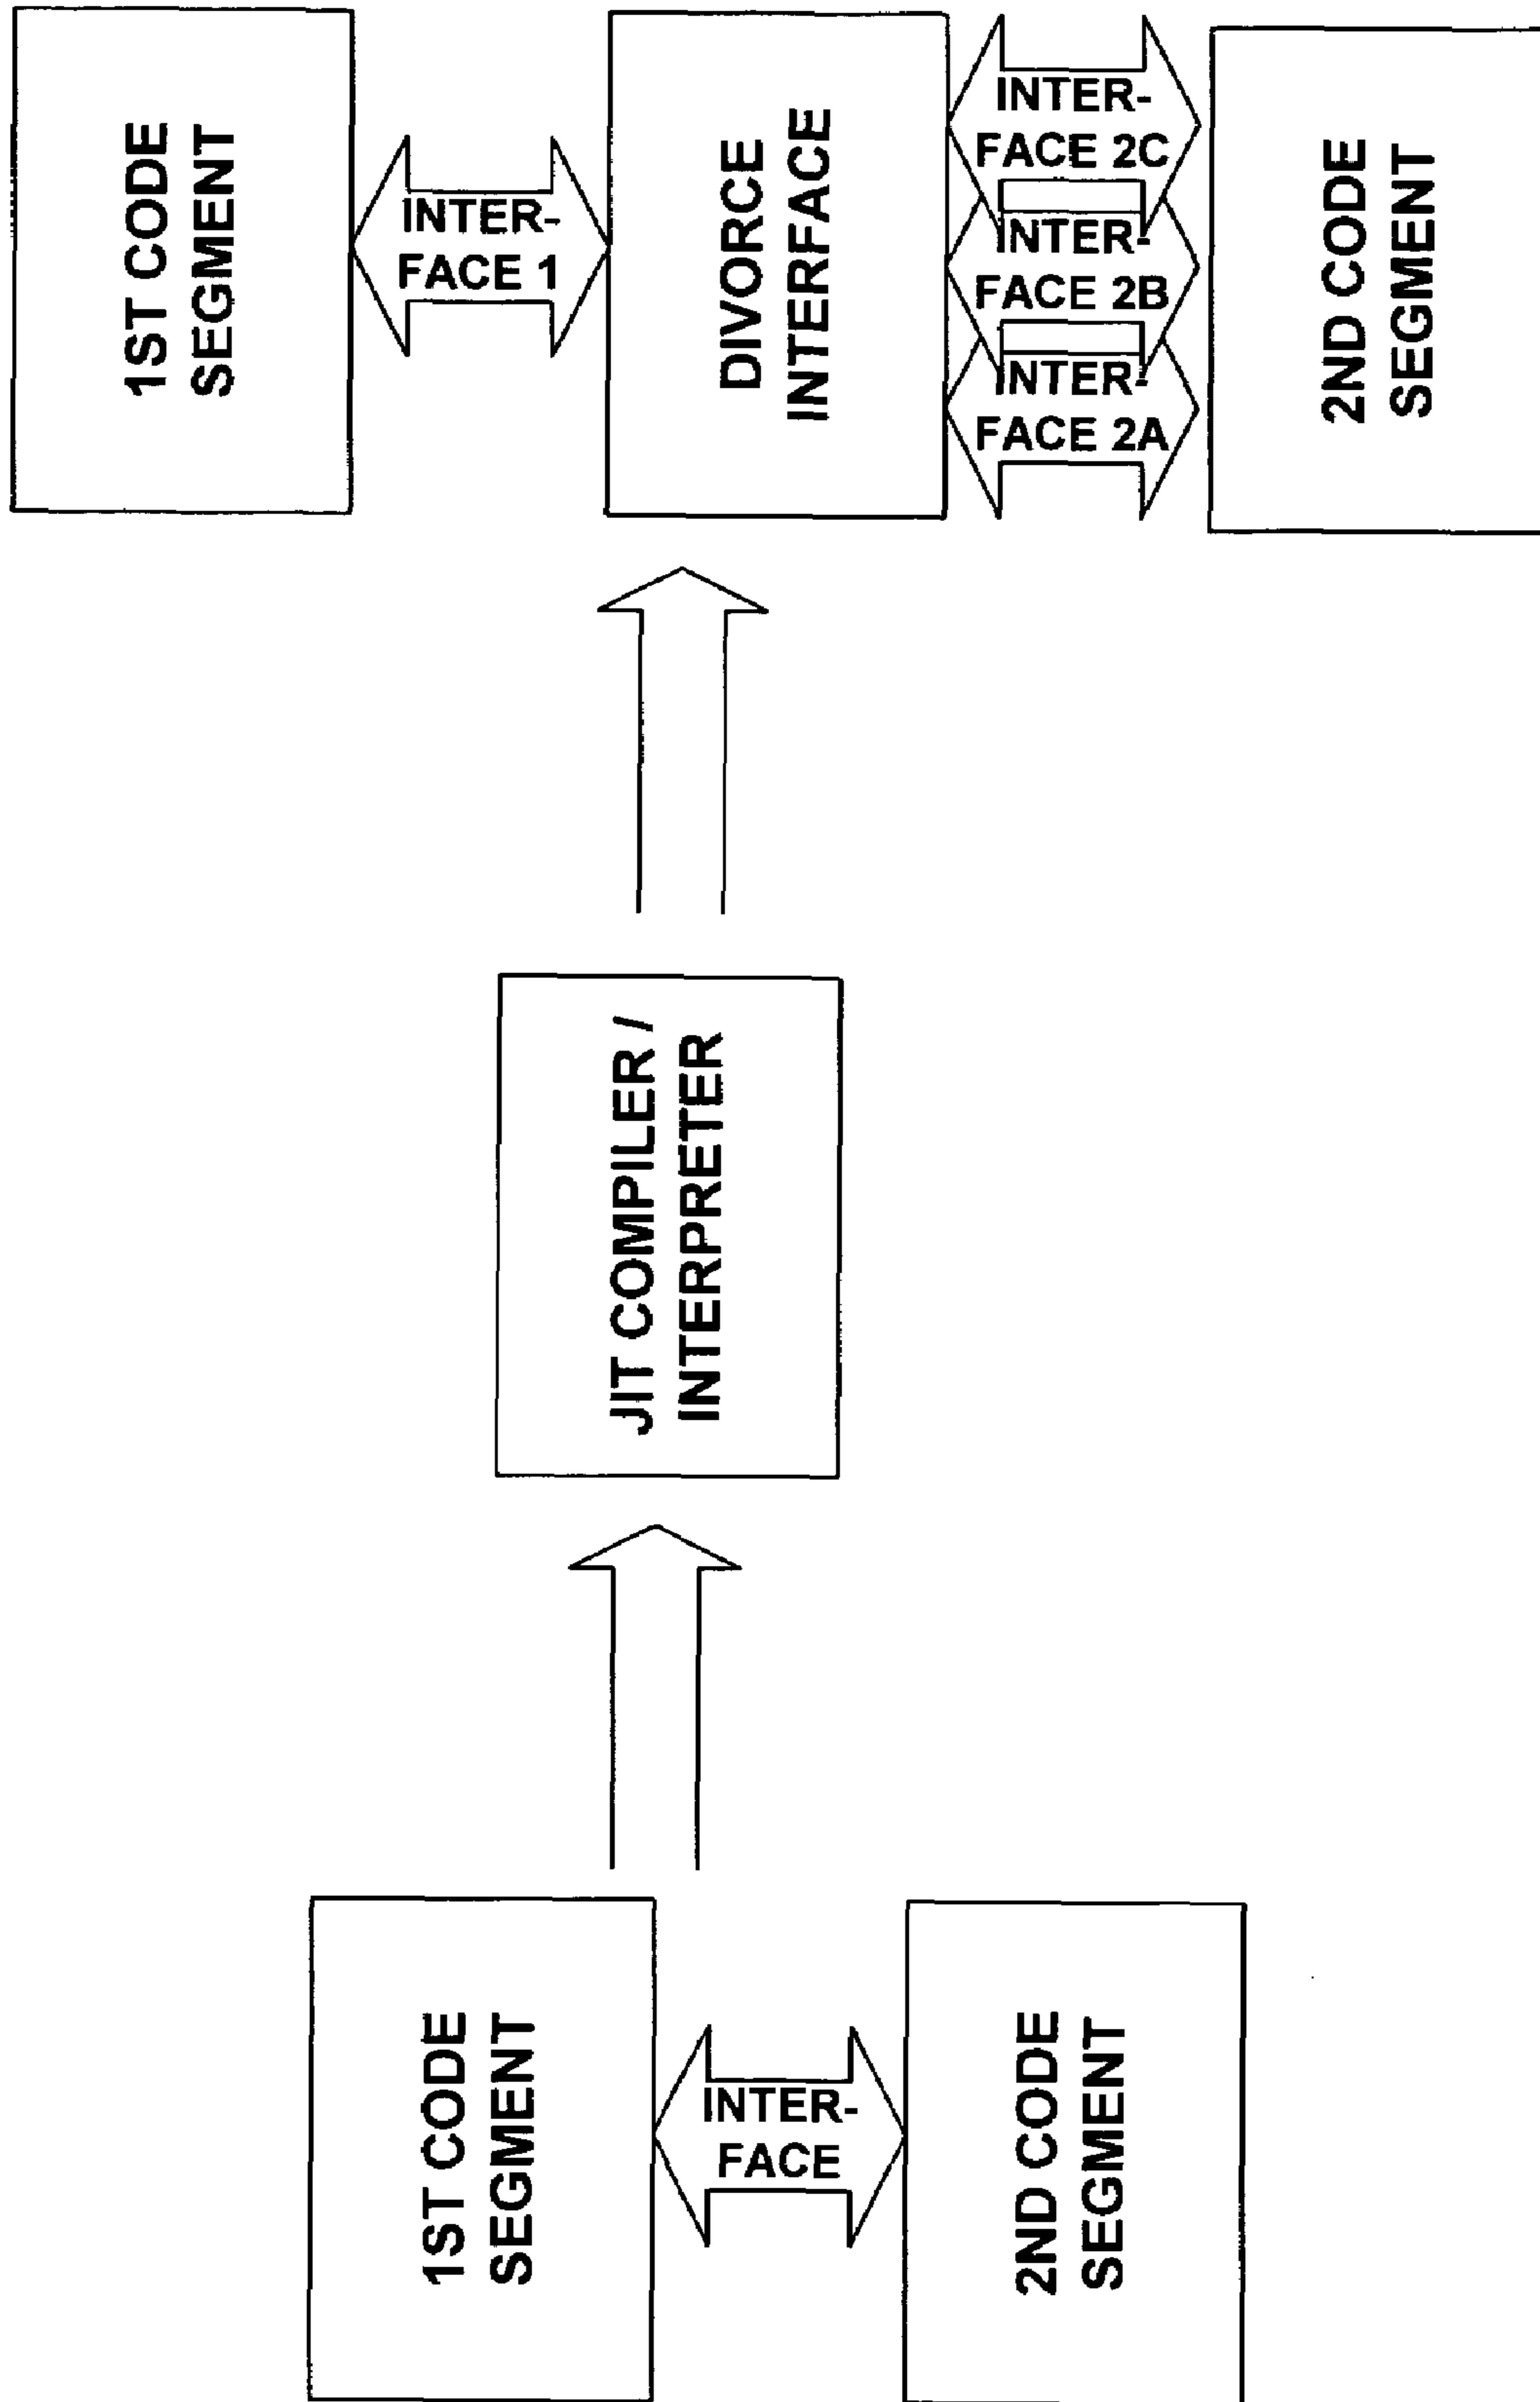 1ST CODE
SEGMENT
INTER-
FACE
2ND CODE
SEGMENT
JIT COMPILER /
INTERPRETER
1ST CODE
SEGMENT
INTER-
FACE 1
DIVORCE
INTERFACE
INTER-
FACE 2C
INTER-
FACE 2B
INTER-
FACE 2A
2ND CODE
SEGMENT